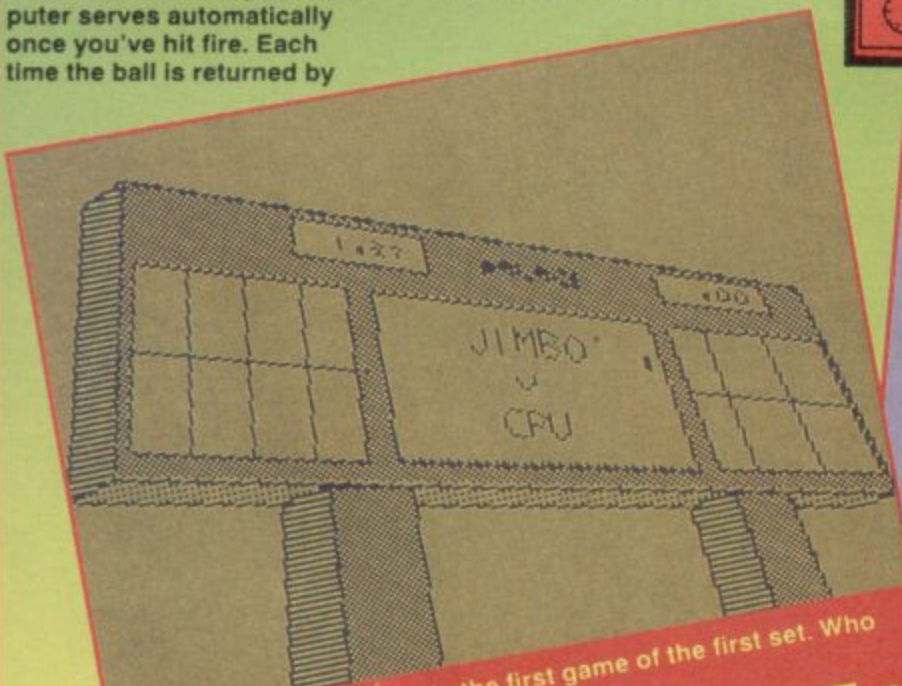 puter serves automatically
once you've hit fire. Each
time the ball is returned by
JIMBO
v
CPU
the first game of the first set. Who